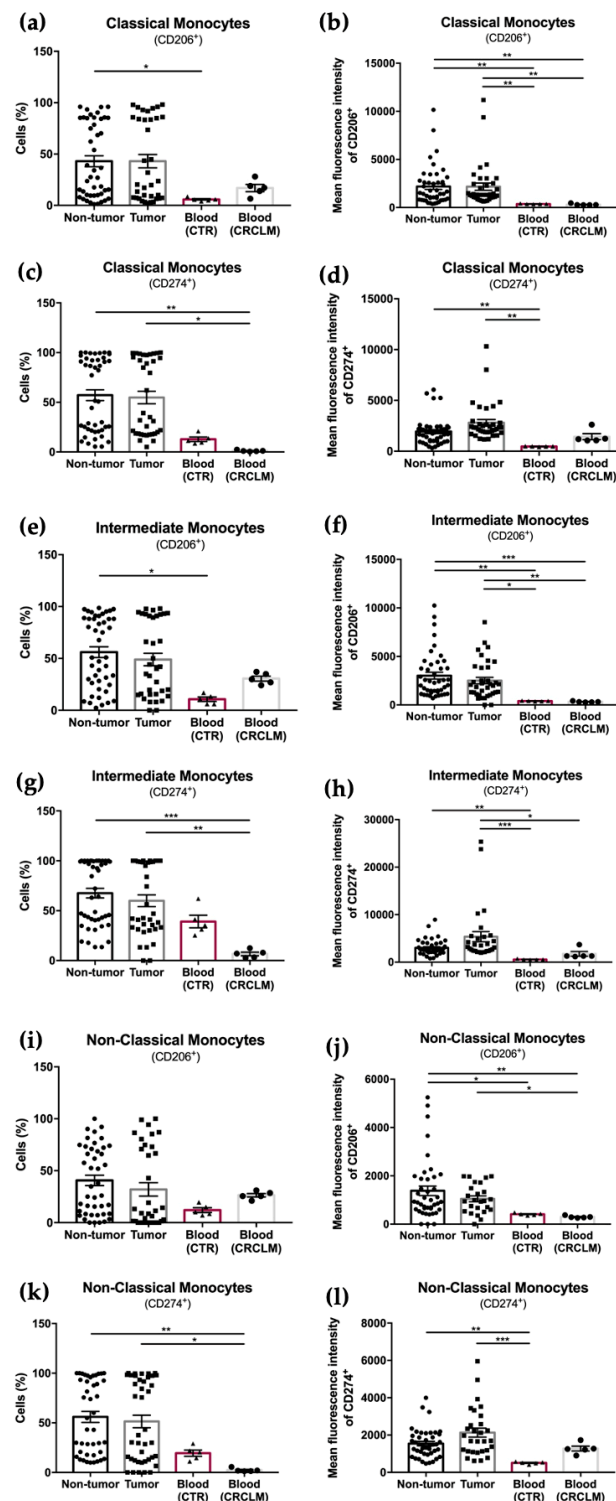 (a)
Classical Monocytes
(CD206⁺)
*
Cells (%)
150
100
50
0
Non-tumor Tumor Blood (CTR) Blood (CRCLM)
(b)
Classical Monocytes
(CD206⁺)
**
**
**
**
Mean fluorescence intensity
of CD206⁺
15000
10000
5000
0
Non-tumor Tumor Blood (CTR) Blood (CRCLM)
(c)
Classical Monocytes
(CD274⁺)
**
*
Cells (%)
150
100
50
0
Non-tumor Tumor Blood (CTR) Blood (CRCLM)
(d)
Classical Monocytes
(CD274⁺)
**
**
Mean fluorescence intensity
of CD274⁺
15000
10000
5000
0
Non-tumor Tumor Blood (CTR) Blood (CRCLM)
(e)
Intermediate Monocytes
(CD206⁺)
*
Cells (%)
150
100
50
0
Non-tumor Tumor Blood (CTR) Blood (CRCLM)
(f)
Intermediate Monocytes
(CD206⁺)
***
**
**
*
Mean fluorescence intensity
of CD206⁺
15000
10000
5000
0
Non-tumor Tumor Blood (CTR) Blood (CRCLM)
(g)
Intermediate Monocytes
(CD274⁺)
***
**
Cells (%)
150
100
50
0
Non-tumor Tumor Blood (CTR) Blood (CRCLM)
(h)
Intermediate Monocytes
(CD274⁺)
**
*
***
Mean fluorescence intensity
of CD274⁺
30000
20000
10000
0
Non-tumor Tumor Blood (CTR) Blood (CRCLM)
(i)
Non-Classical Monocytes
(CD206⁺)
Cells (%)
150
100
50
0
Non-tumor Tumor Blood (CTR) Blood (CRCLM)
(j)
Non-Classical Monocytes
(CD206⁺)
**
*
*
Mean fluorescence intensity
of CD206⁺
6000
4000
2000
0
Non-tumor Tumor Blood (CTR) Blood (CRCLM)
(k)
Non-Classical Monocytes
(CD274⁺)
**
*
Cells (%)
150
100
50
0
Non-tumor Tumor Blood (CTR) Blood (CRCLM)
(l)
Non-Classical Monocytes
(CD274⁺)
**
***
Mean fluorescence intensity
of CD274⁺
8000
6000
4000
2000
0
Non-tumor Tumor Blood (CTR) Blood (CRCLM)